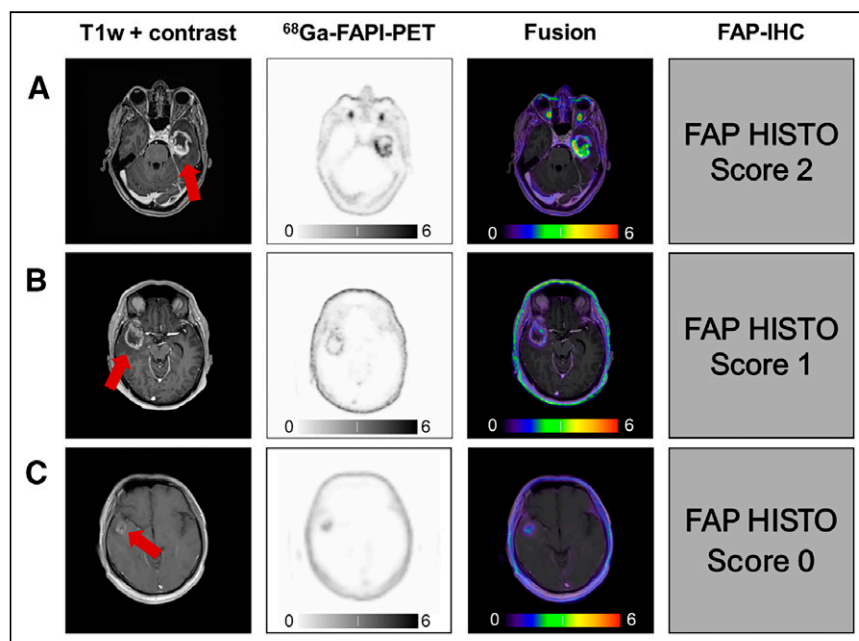 T1w + contrast ⁶⁸Ga-FAPI-PET Fusion FAP-IHC
A
FAP HISTO
Score 2
0 6 0 6
B
FAP HISTO
Score 1
0 6 0 6
C
FAP HISTO
Score 0
0 6 0 6